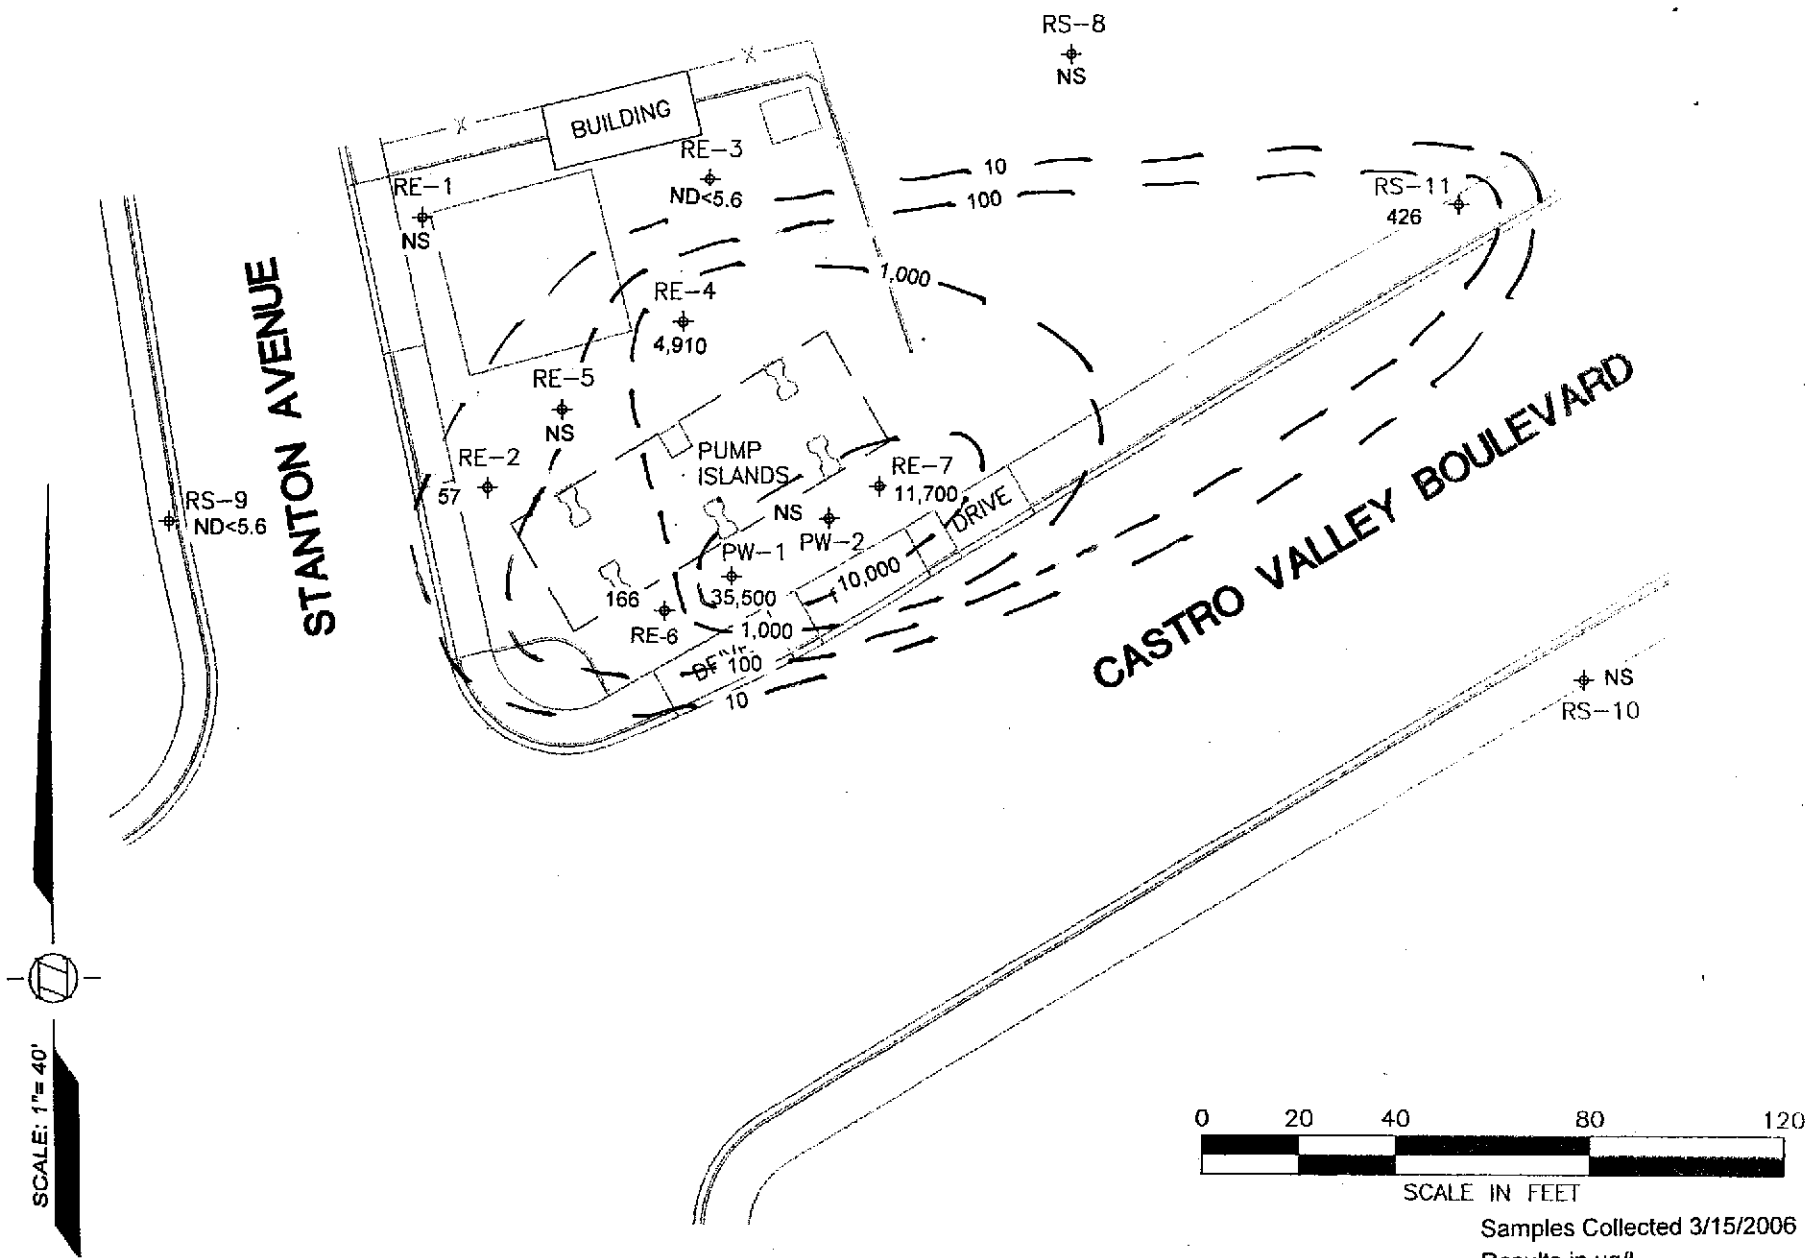 RS-8
NS
BUILDING
X
X
RE-3
ND<5.6
RE-1
NS
10
100
RS-11
426
1,000
RE-4
4,910
RE-5
NS
STANTON AVENUE
RE-2
57
PUMP
ISLANDS
RE-7
11,700
NS
PW-2
DRIVE
RS-9
ND<5.6
PW-1
35,500
10,000
166
RE-6
1,000
100
10
CASTRO VALLEY BOULEVARD
NS
RS-10
SCALE: 1"= 40'
0 20 40 80 120
SCALE IN FEET
Samples Collected 3/15/2006
Results in ug/l